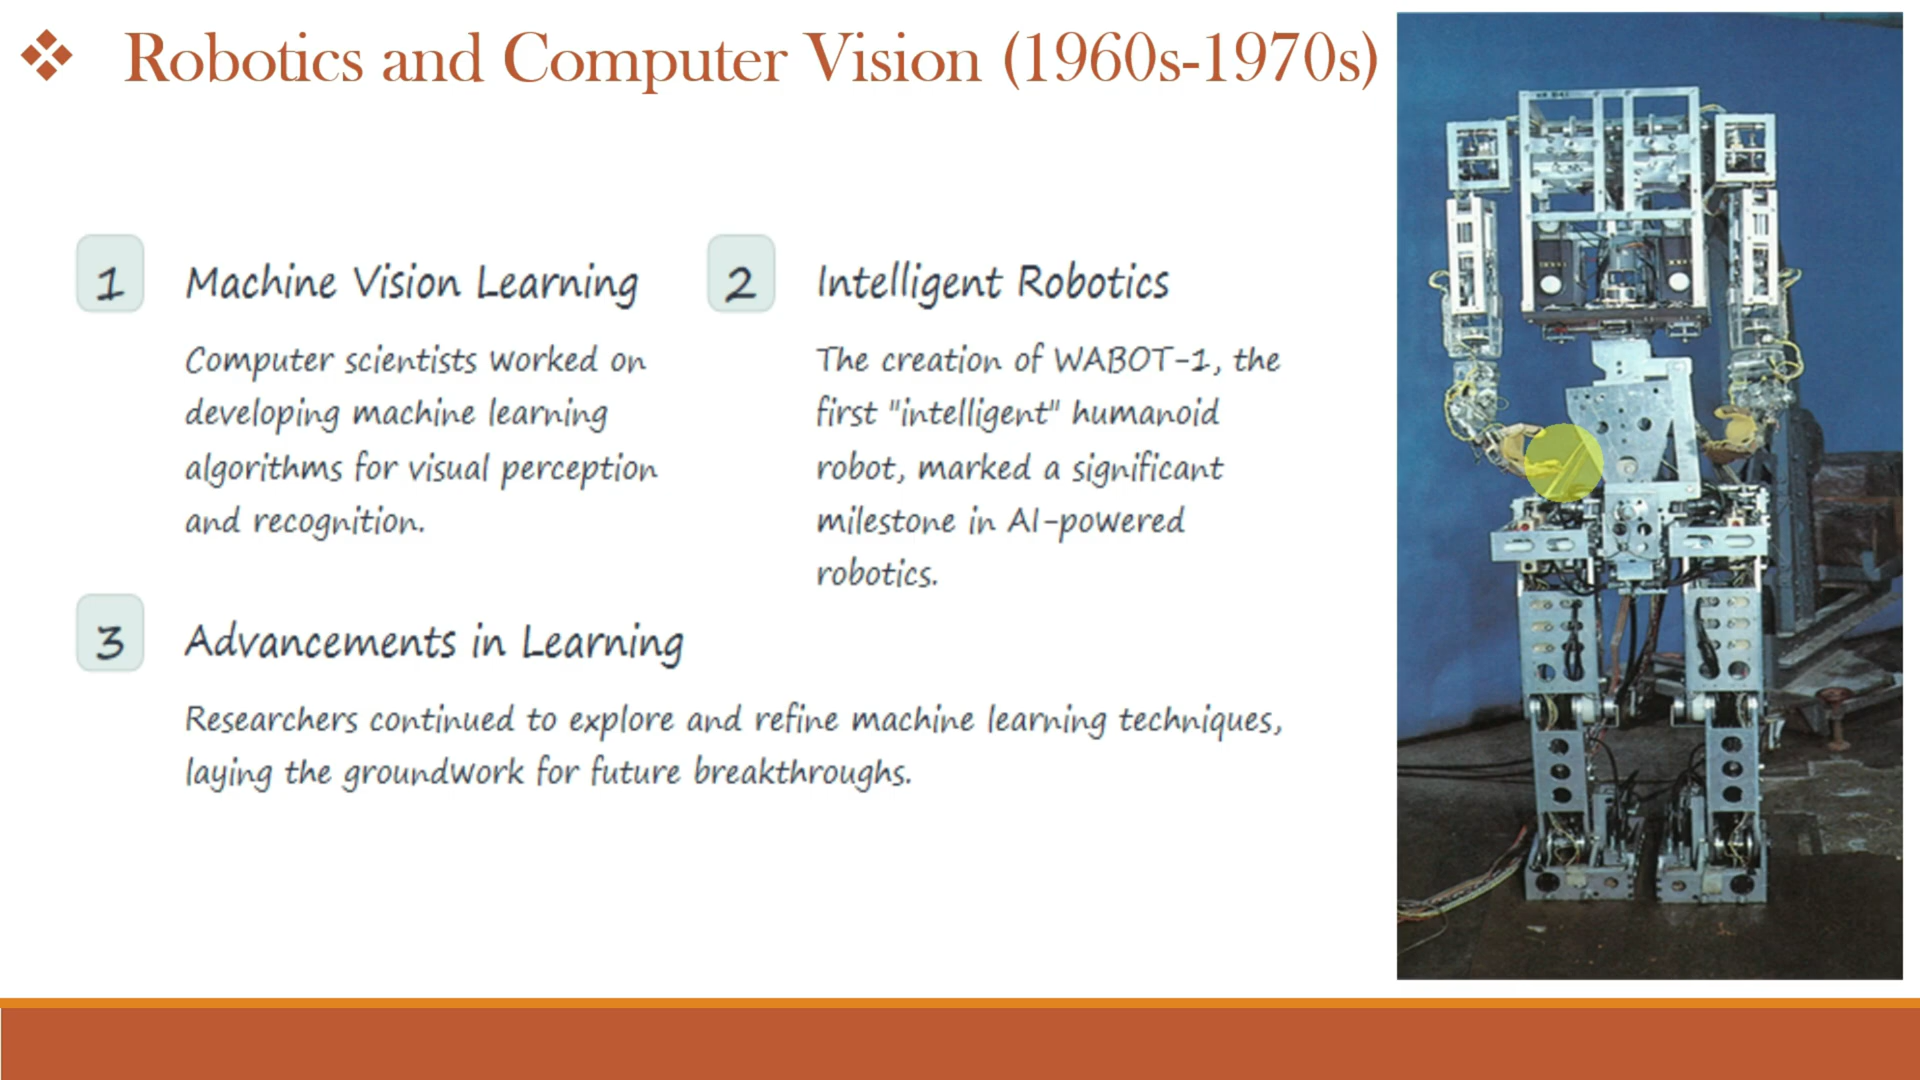 Robotics and Computer Vision (1960s-1970s)
1
Machine Vision Learning
Computer scientists worked on
developing machine learning
algorithms for visual perception
and recognition.
2
Intelligent Robotics
The creation of WABOT-1, the
first "intelligent" humanoid
robot, marked a significant
milestone in AI-powered
robotics.
3
Advancements in Learning
Researchers continued to explore and refine machine learning techniques,
laying the groundwork for future breakthroughs.